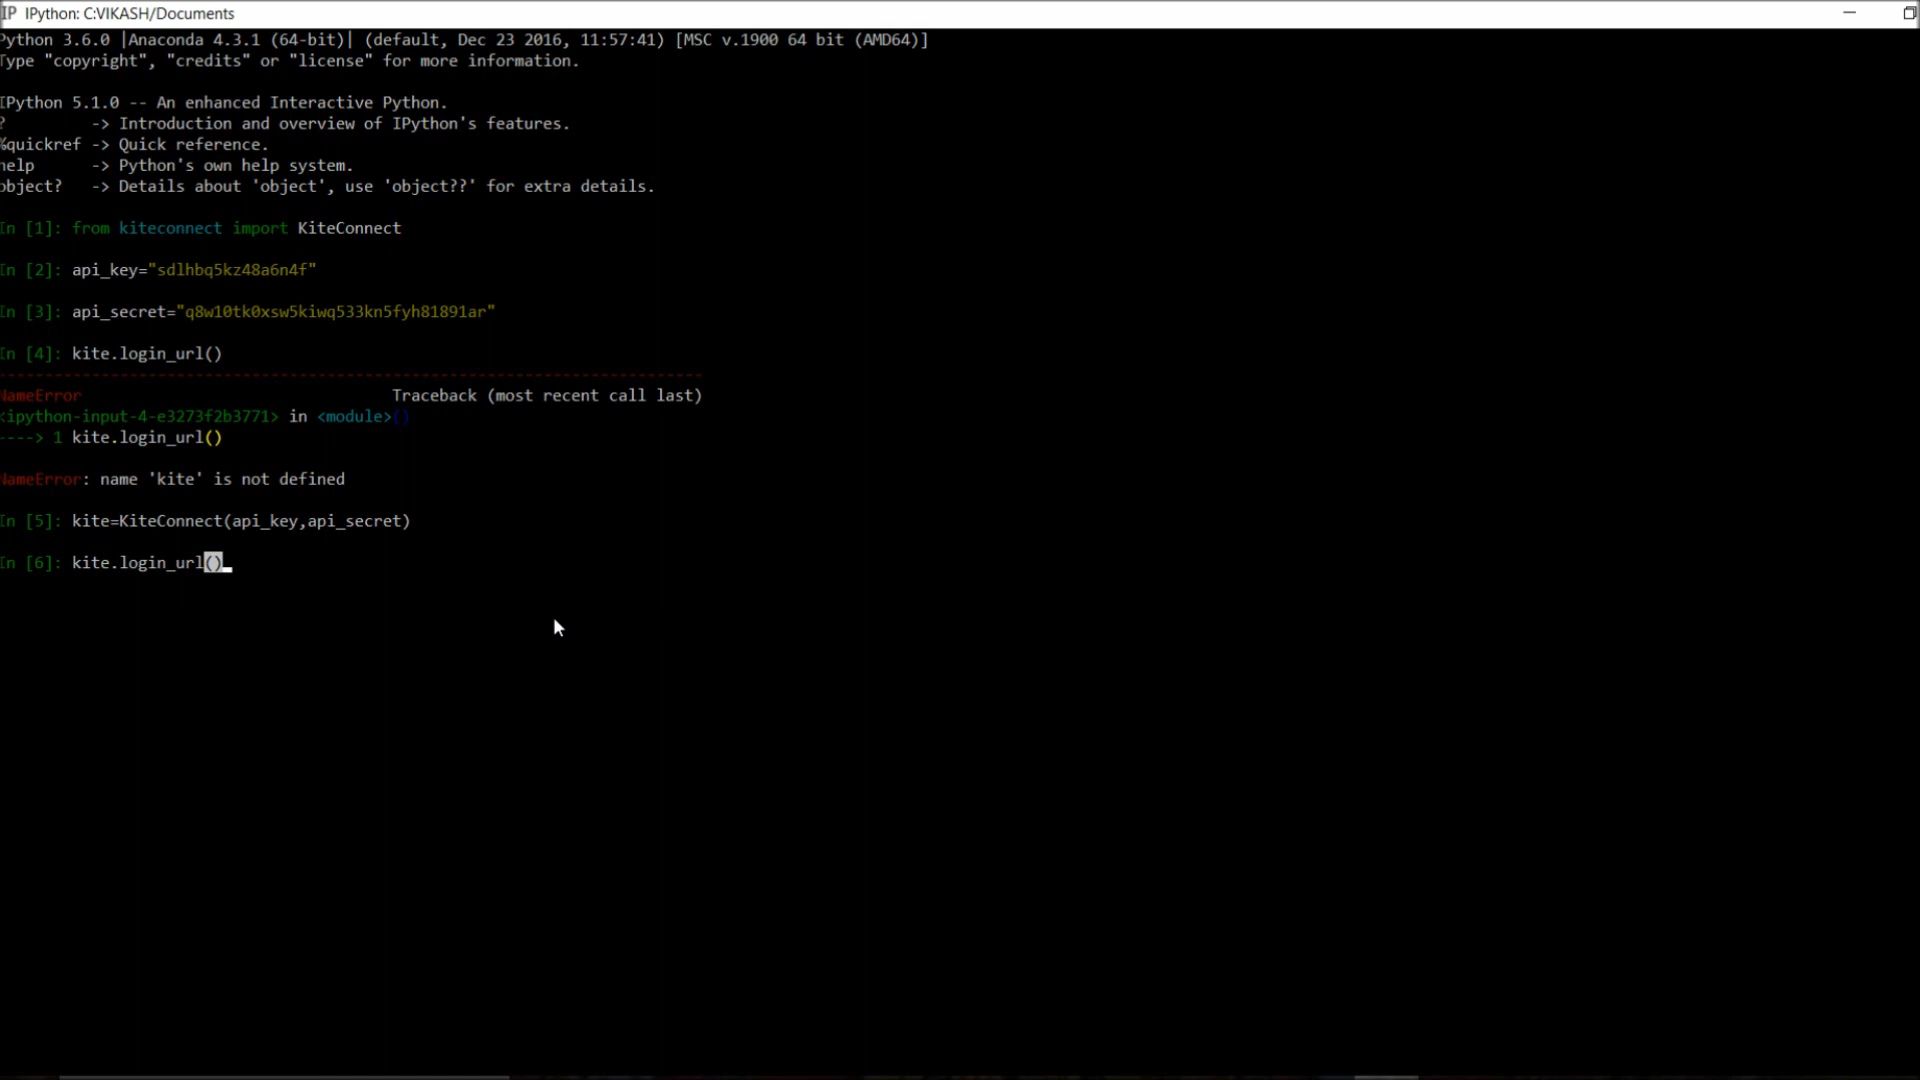 IP IPython: C:VIKASH/Documents
Python 3.6.0 |Anaconda 4.3.1 (64-bit)| (default, Dec 23 2016, 11:57:41) [MSC v.1900 64 bit (AMD64)]
Type "copyright", "credits" or "license" for more information.
IPython 5.1.0 -- An enhanced Interactive Python.
? -> Introduction and overview of IPython's features.
%quickref -> Quick reference.
help -> Python's own help system.
object? -> Details about 'object', use 'object??' for extra details.
In [1]: from kiteconnect import KiteConnect
In [2]: api_key="sdlhbq5kz48a6n4f"
In [3]: api_secret="q8w10tk0xsw5kiwq533kn5fyh81891ar"
In [4]: kite.login_url()
---------------------------------------------------------------------------
NameError Traceback (most recent call last)
<ipython-input-4-e3273f2b3771> in <module>()
----> 1 kite.login_url()
NameError: name 'kite' is not defined
In [5]: kite=KiteConnect(api_key,api_secret)
In [6]: kite.login_url()